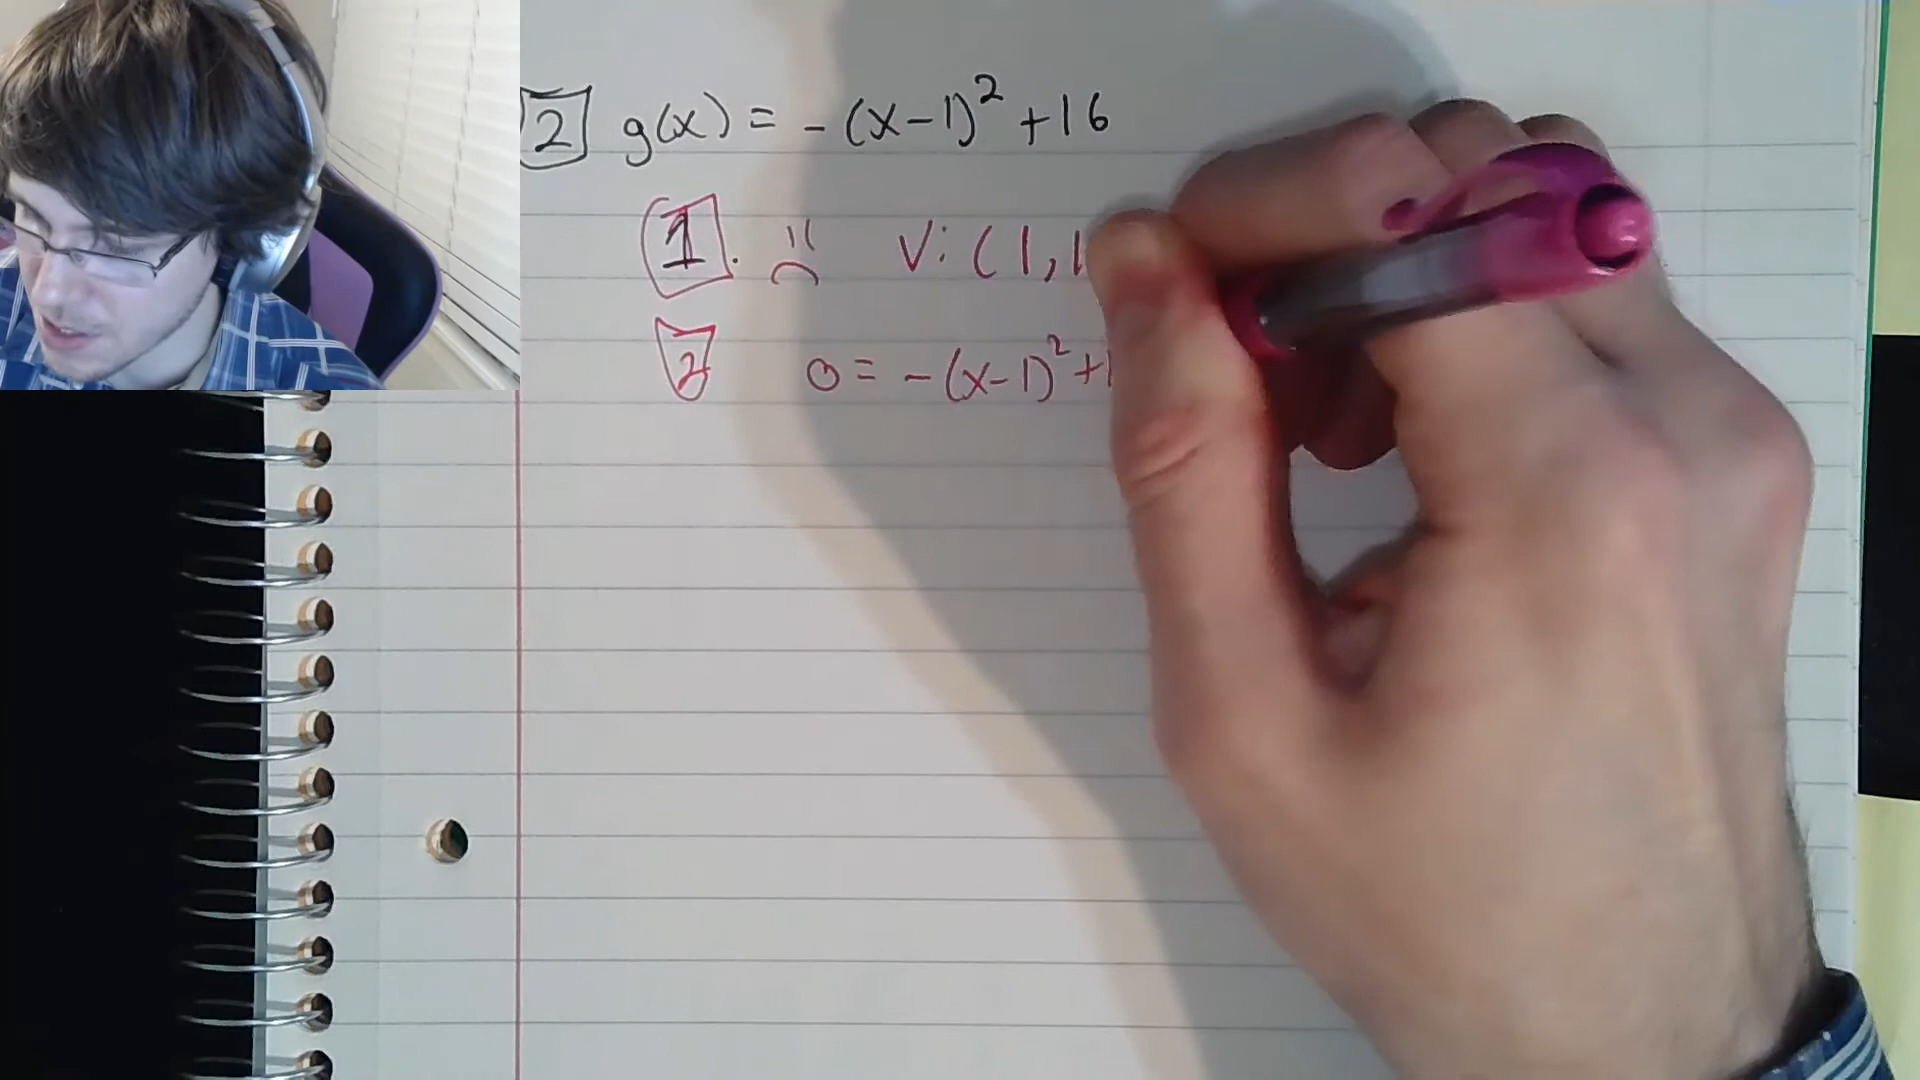 2 g(x) = -(x-1)² +16
1. V: (1,1
2 0 = -(x-1)²+1